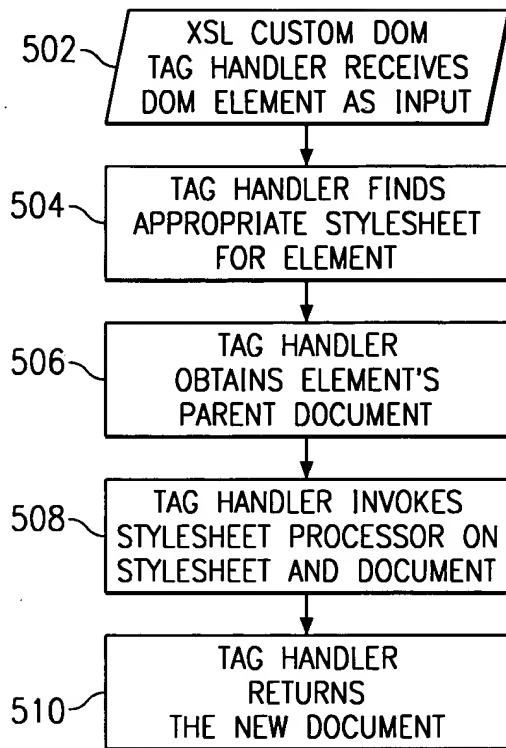 502
XSL CUSTOM DOM
TAG HANDLER RECEIVES
DOM ELEMENT AS INPUT
504
TAG HANDLER FINDS
APPROPRIATE STYLESHEET
FOR ELEMENT
506
TAG HANDLER
OBTAINS ELEMENT'S
PARENT DOCUMENT
508
TAG HANDLER INVOKES
STYLESHEET PROCESSOR ON
STYLESHEET AND DOCUMENT
510
TAG HANDLER
RETURNS
THE NEW DOCUMENT